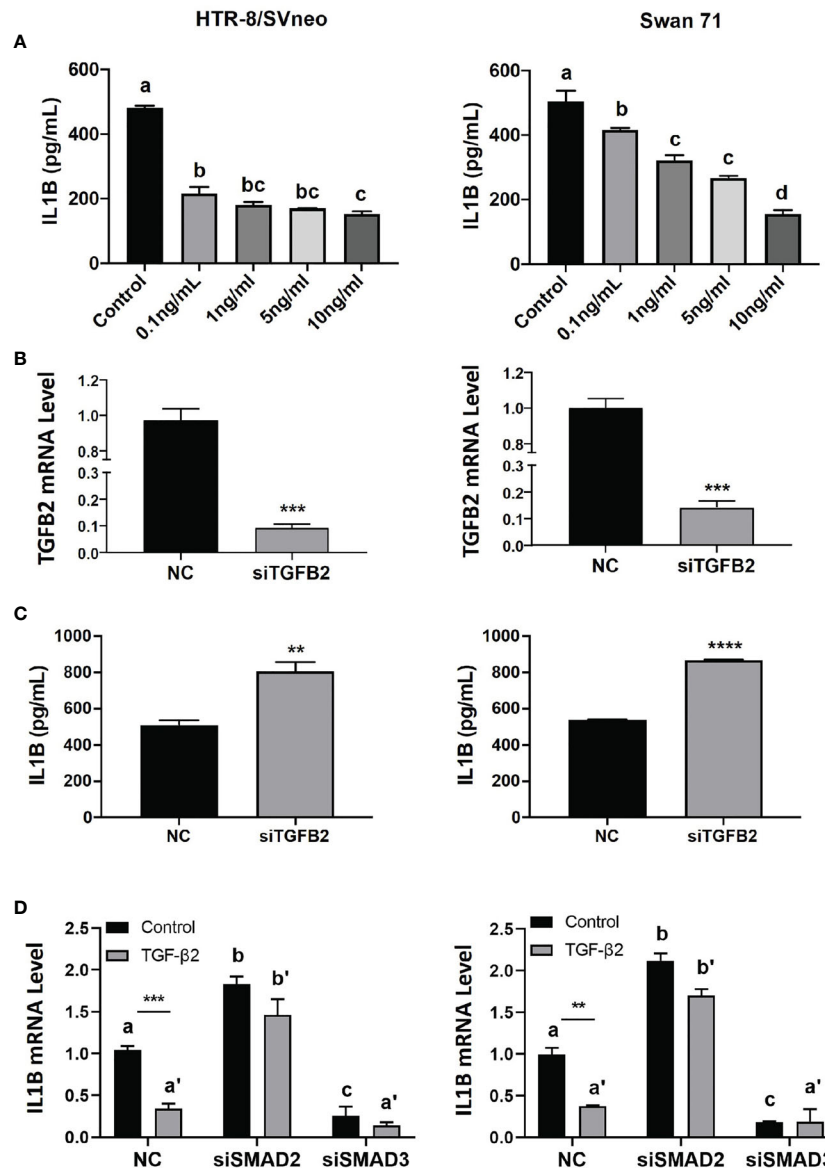 HTR-8/SVneo
Swan 71
A
IL1B (pg/mL)
600
400
200
0
a
b
bc
bc
c
Control
0.1ng/mL
1ng/ml
5ng/ml
10ng/ml
IL1B (pg/mL)
600
400
200
0
a
b
c
c
d
Control
0.1ng/mL
1ng/ml
5ng/ml
10ng/ml
B
TGFB2 mRNA Level
1.2
1.0
0.8
0.3
0.2
0.1
0.0
***
NC
siTGFB2
TGFB2 mRNA Level
1.2
1.0
0.8
0.3
0.2
0.1
0.0
***
NC
siTGFB2
C
IL1B (pg/mL)
1000
800
600
400
200
0
**
NC
siTGFB2
IL1B (pg/mL)
1000
800
600
400
200
0
****
NC
siTGFB2
D
IL1B mRNA Level
2.5
2.0
1.5
1.0
0.5
0.0
Control
TGF-β2
***
a
a'
b
b'
c
a'
NC
siSMAD2
siSMAD3
IL1B mRNA Level
2.5
2.0
1.5
1.0
0.5
0.0
Control
TGF-β2
**
a
a'
b
b'
c
a'
NC
siSMAD2
siSMAD3